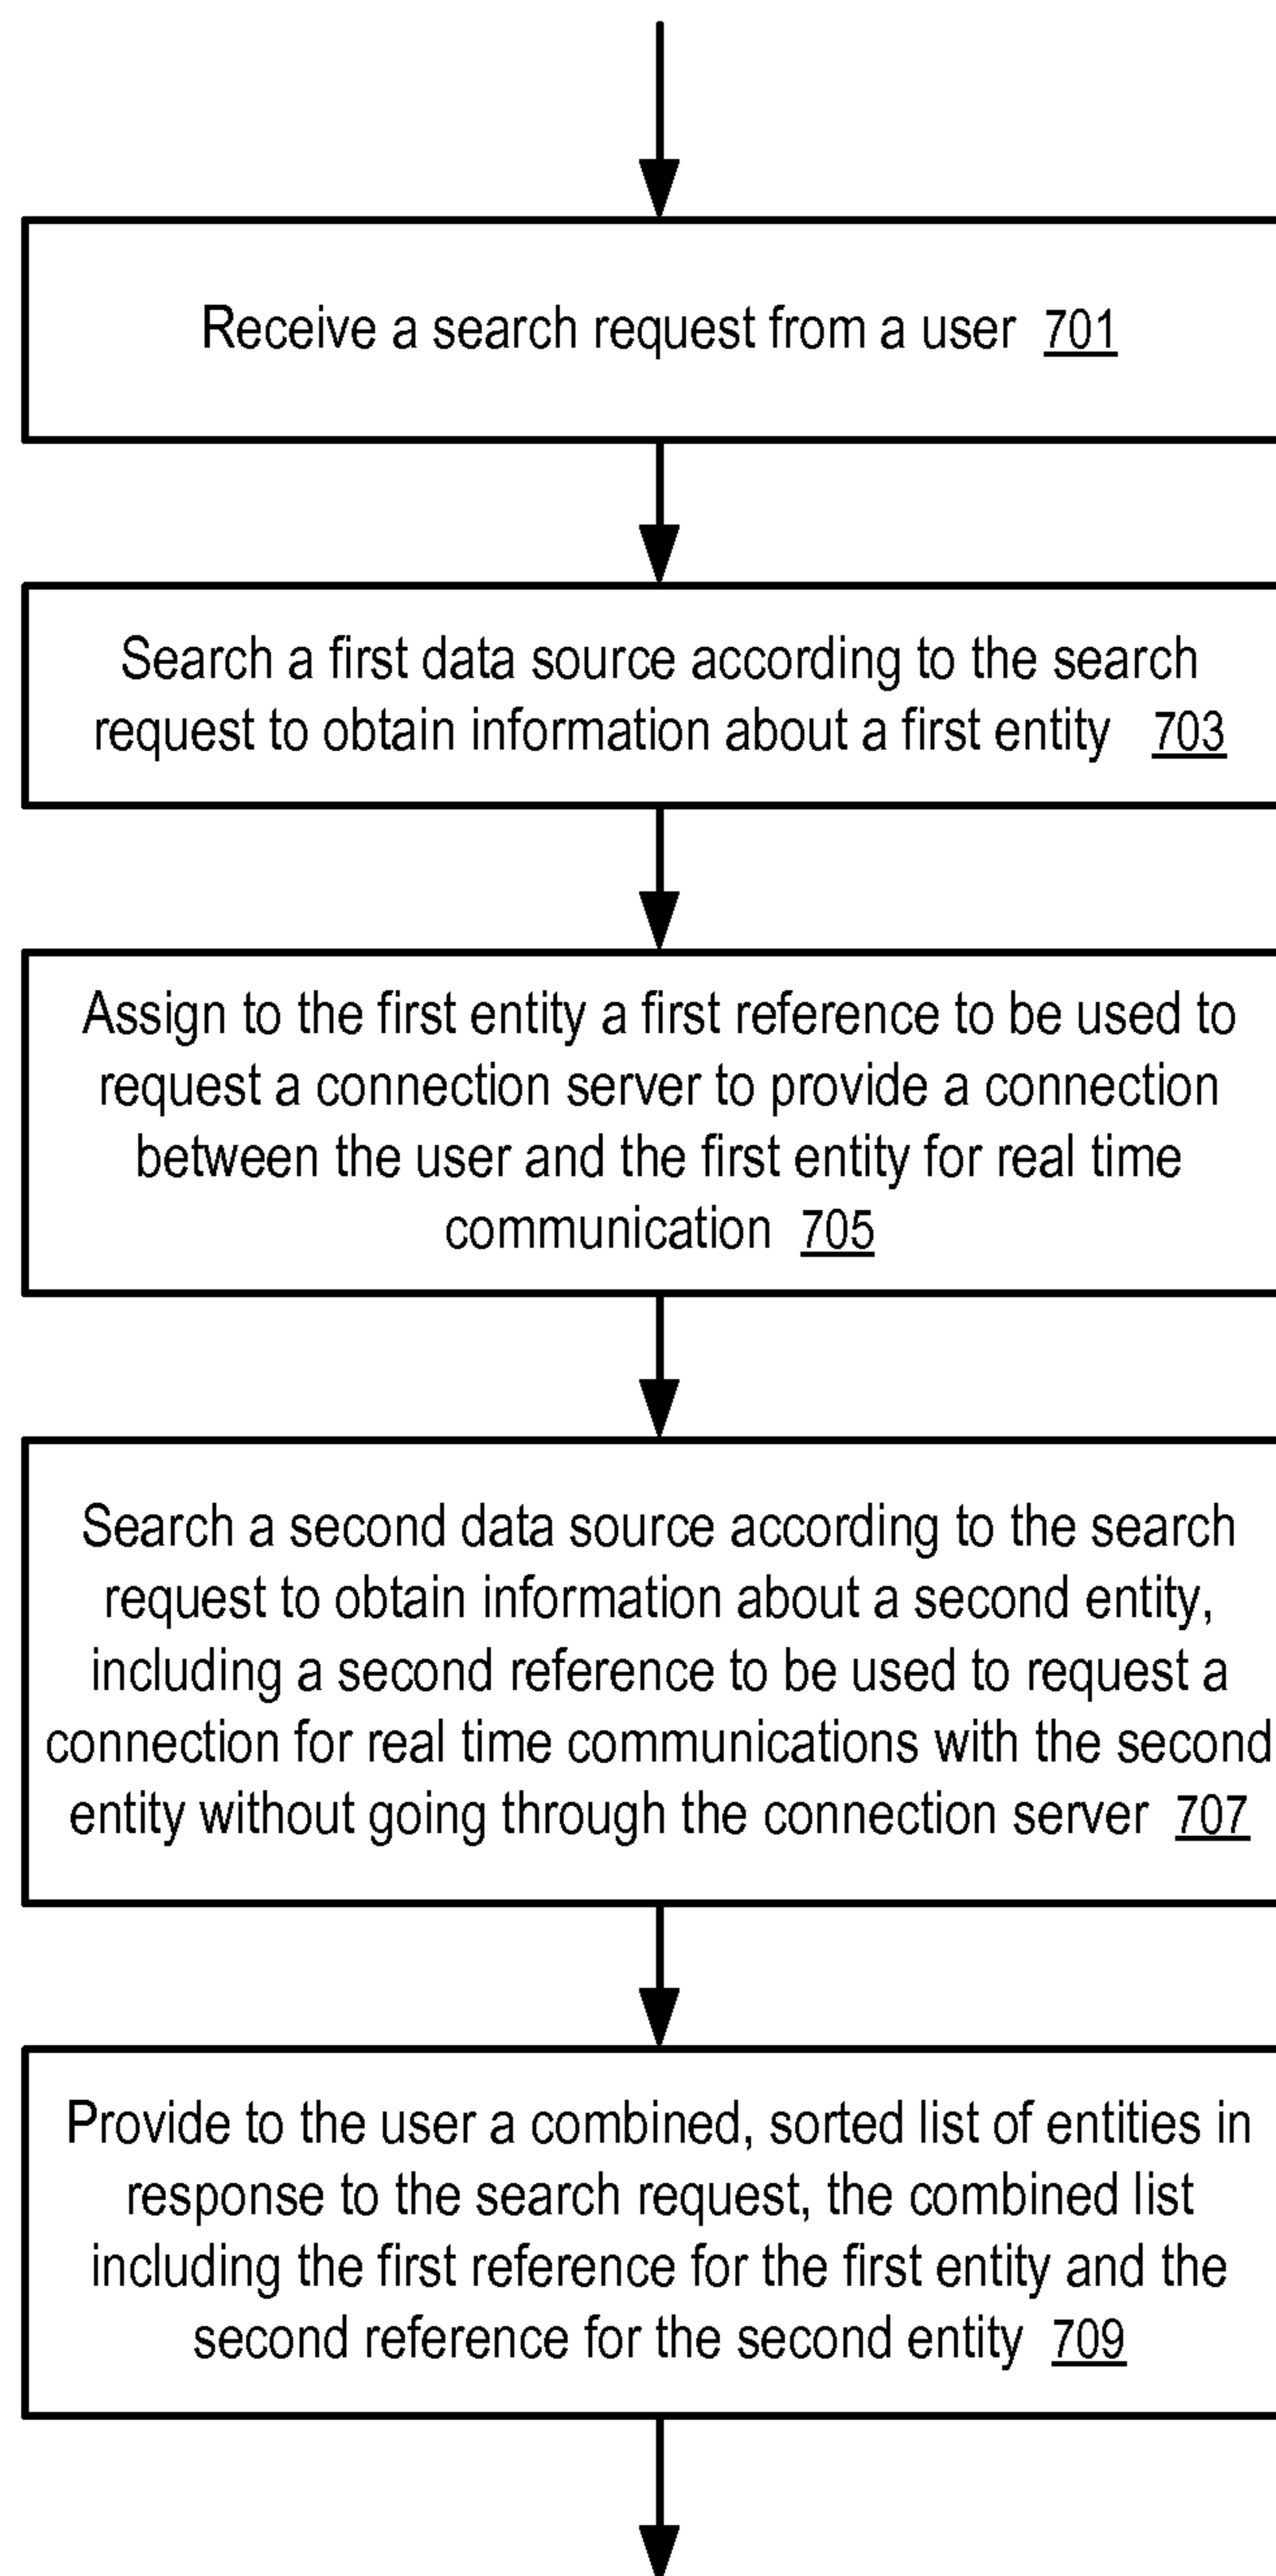 Receive a search request from a user 701
Search a first data source according to the search
request to obtain information about a first entity 703
Assign to the first entity a first reference to be used to
request a connection server to provide a connection
between the user and the first entity for real time
communication 705
Search a second data source according to the search
request to obtain information about a second entity,
including a second reference to be used to request a
connection for real time communications with the second
entity without going through the connection server 707
Provide to the user a combined, sorted list of entities in
response to the search request, the combined list
including the first reference for the first entity and the
second reference for the second entity 709